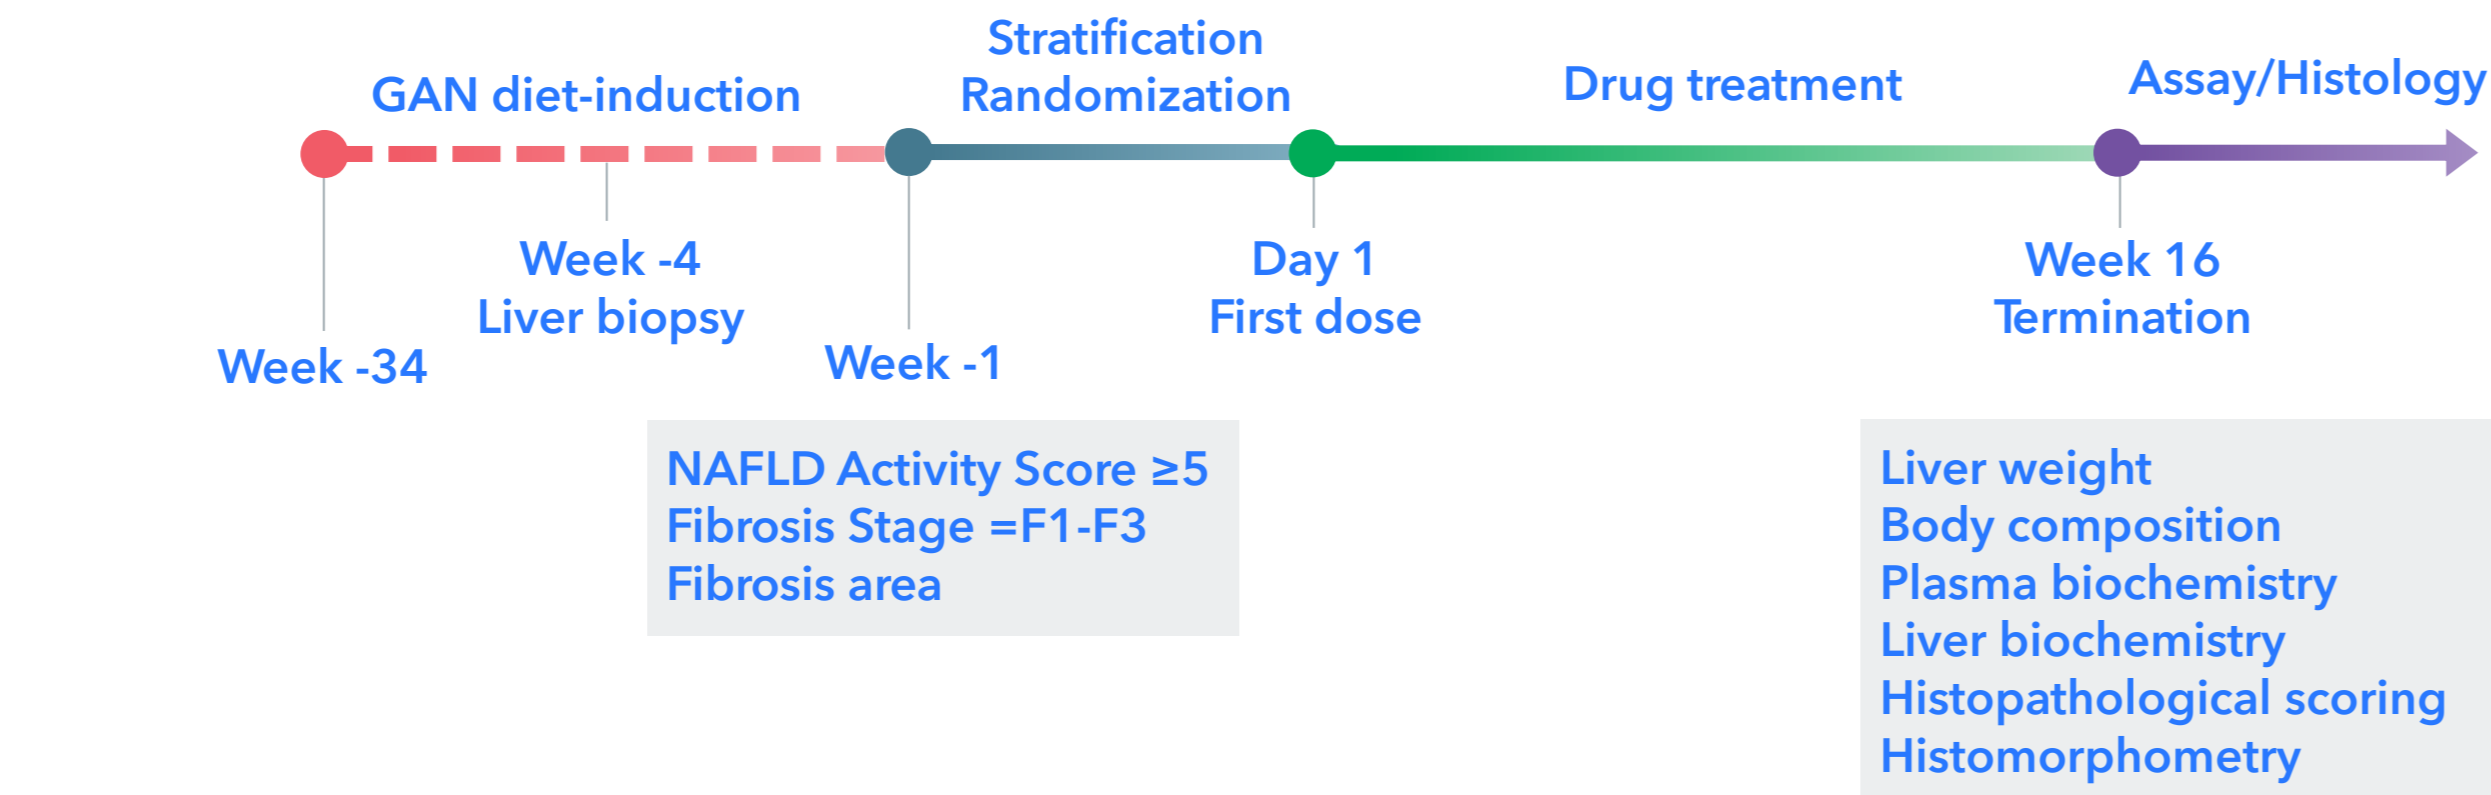 GAN diet-induction
Stratification
Randomization
Drug treatment
Assay/Histology
Week -34
Week -4
Liver biopsy
Week -1
Day 1
First dose
Week 16
Termination
NAFLD Activity Score ≥5
Fibrosis Stage =F1-F3
Fibrosis area
Liver weight
Body composition
Plasma biochemistry
Liver biochemistry
Histopathological scoring
Histomorphometry